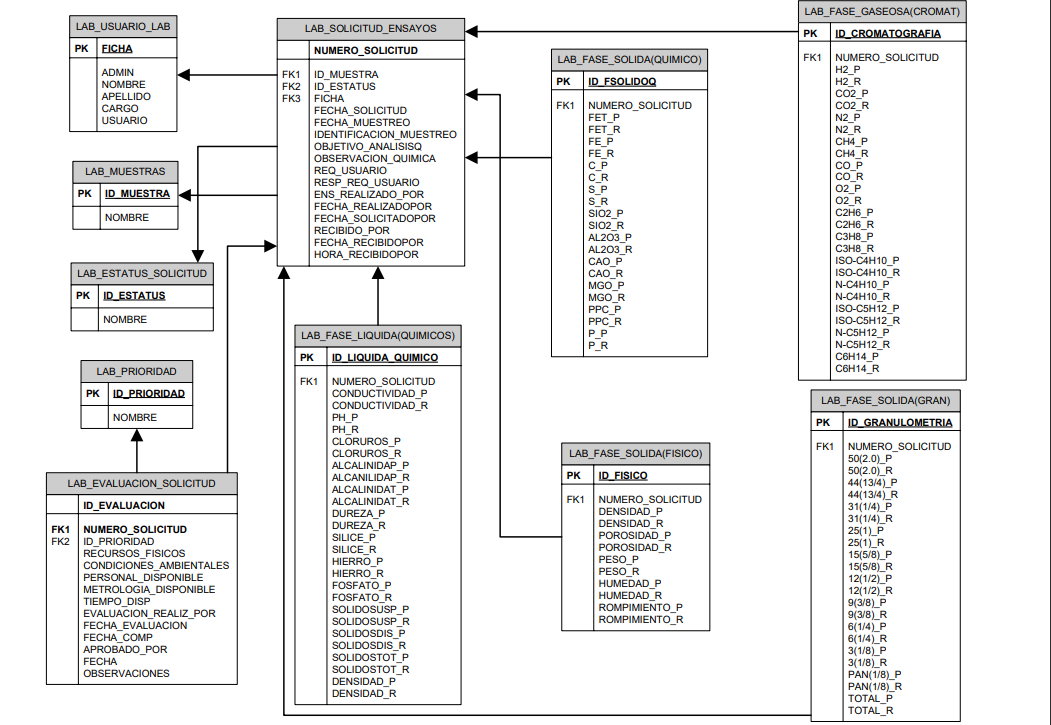 LAB_USUARIO_LAB
PK FICHA
ADMIN
NOMBRE
APELLIDO
CARGO
USUARIO
LAB_MUESTRAS
PK ID_MUESTRA
NOMBRE
LAB_ESTATUS_SOLICITUD
PK ID_ESTATUS
NOMBRE
LAB_PRIORIDAD
PK ID_PRIORIDAD
NOMBRE
LAB_EVALUACION_SOLICITUD
ID_EVALUACION
FK1 NUMERO_SOLICITUD
FK2 ID_PRIORIDAD
RECURSOS_FISICOS
CONDICIONES_AMBIENTALES
PERSONAL_DISPONIBLE
METROLOGIA_DISPONIBLE
TIEMPO_DISP
EVALUACION_REALIZ_POR
FECHA_EVALUACION
FECHA_COMP
APROBADO_POR
FECHA
OBSERVACIONES
LAB_SOLICITUD_ENSAYOS
NUMERO_SOLICITUD
FK1 ID_MUESTRA
FK2 ID_ESTATUS
FK3 FICHA
FECHA_SOLICITUD
FECHA_MUESTREO
IDENTIFICACION_MUESTREO
OBJETIVO_ANALISISQ
OBSERVACION_QUIMICA
REQ_USUARIO
RESP_REQ_USUARIO
ENS_REALIZADO_POR
FECHA_REALIZADOPOR
FECHA_SOLICITADOPOR
RECIBIDO_POR
FECHA_RECIBIDOPOR
HORA_RECIBIDOPOR
LAB_FASE_LIQUIDA(QUIMICOS)
PK ID_LIQUIDA_QUIMICO
FK1 NUMERO_SOLICITUD
CONDUCTIVIDAD_P
CONDUCTIVIDAD_R
PH_P
PH_R
CLORUROS_P
CLORUROS_R
ALCALINIDAP_P
ALCANILIDAP_R
ALCALINIDAT_P
ALCALINIDAT_R
DUREZA_P
DUREZA_R
SILICE_P
SILICE_R
HIERRO_P
HIERRO_R
FOSFATO_P
FOSFATO_R
SOLIDOSUSP_P
SOLIDOSUSP_R
SOLIDOSDIS_P
SOLIDOSDIS_R
SOLIDOSTOT_P
SOLIDOSTOT_R
DENSIDAD_P
DENSIDAD_R
LAB_FASE_SOLIDA(QUIMICO)
PK ID_FSOLIDOQ
FK1 NUMERO_SOLICITUD
FET_P
FET_R
FE_P
FE_R
C_P
C_R
S_P
S_R
SIO2_P
SIO2_R
AL2O3_P
AL2O3_R
CAO_P
CAO_R
MGO_P
MGO_R
PPC_P
PPC_R
P_P
P_R
LAB_FASE_SOLIDA(FISICO)
PK ID_FISICO
FK1 NUMERO_SOLICITUD
DENSIDAD_P
DENSIDAD_R
POROSIDAD_P
POROSIDAD_R
PESO_P
PESO_R
HUMEDAD_P
HUMEDAD_R
ROMPIMIENTO_P
ROMPIMIENTO_R
LAB_FASE_GASEOSA(CROMAT)
PK ID_CROMATOGRAFIA
FK1 NUMERO_SOLICITUD
H2_P
H2_R
CO2_P
CO2_R
N2_P
N2_R
CH4_P
CH4_R
CO_P
CO_R
O2_P
O2_R
C2H6_P
C2H6_R
C3H8_P
C3H8_R
ISO-C4H10_P
ISO-C4H10_R
N-C4H10_P
N-C4H10_R
ISO-C5H12_P
ISO-C5H12_R
N-C5H12_P
N-C5H12_R
C6H14_P
C6H14_R
LAB_FASE_SOLIDA(GRAN)
PK ID_GRANULOMETRIA
FK1 NUMERO_SOLICITUD
50(2.0)_P
50(2.0)_R
44(13/4)_P
44(13/4)_R
31(1/4)_P
31(1/4)_R
25(1)_P
25(1)_R
15(5/8)_P
15(5/8)_R
12(1/2)_P
12(1/2)_R
9(3/8)_P
9(3/8)_R
6(1/4)_P
6(1/4)_R
3(1/8)_P
3(1/8)_R
PAN(1/8)_P
PAN(1/8)_R
TOTAL_P
TOTAL_R